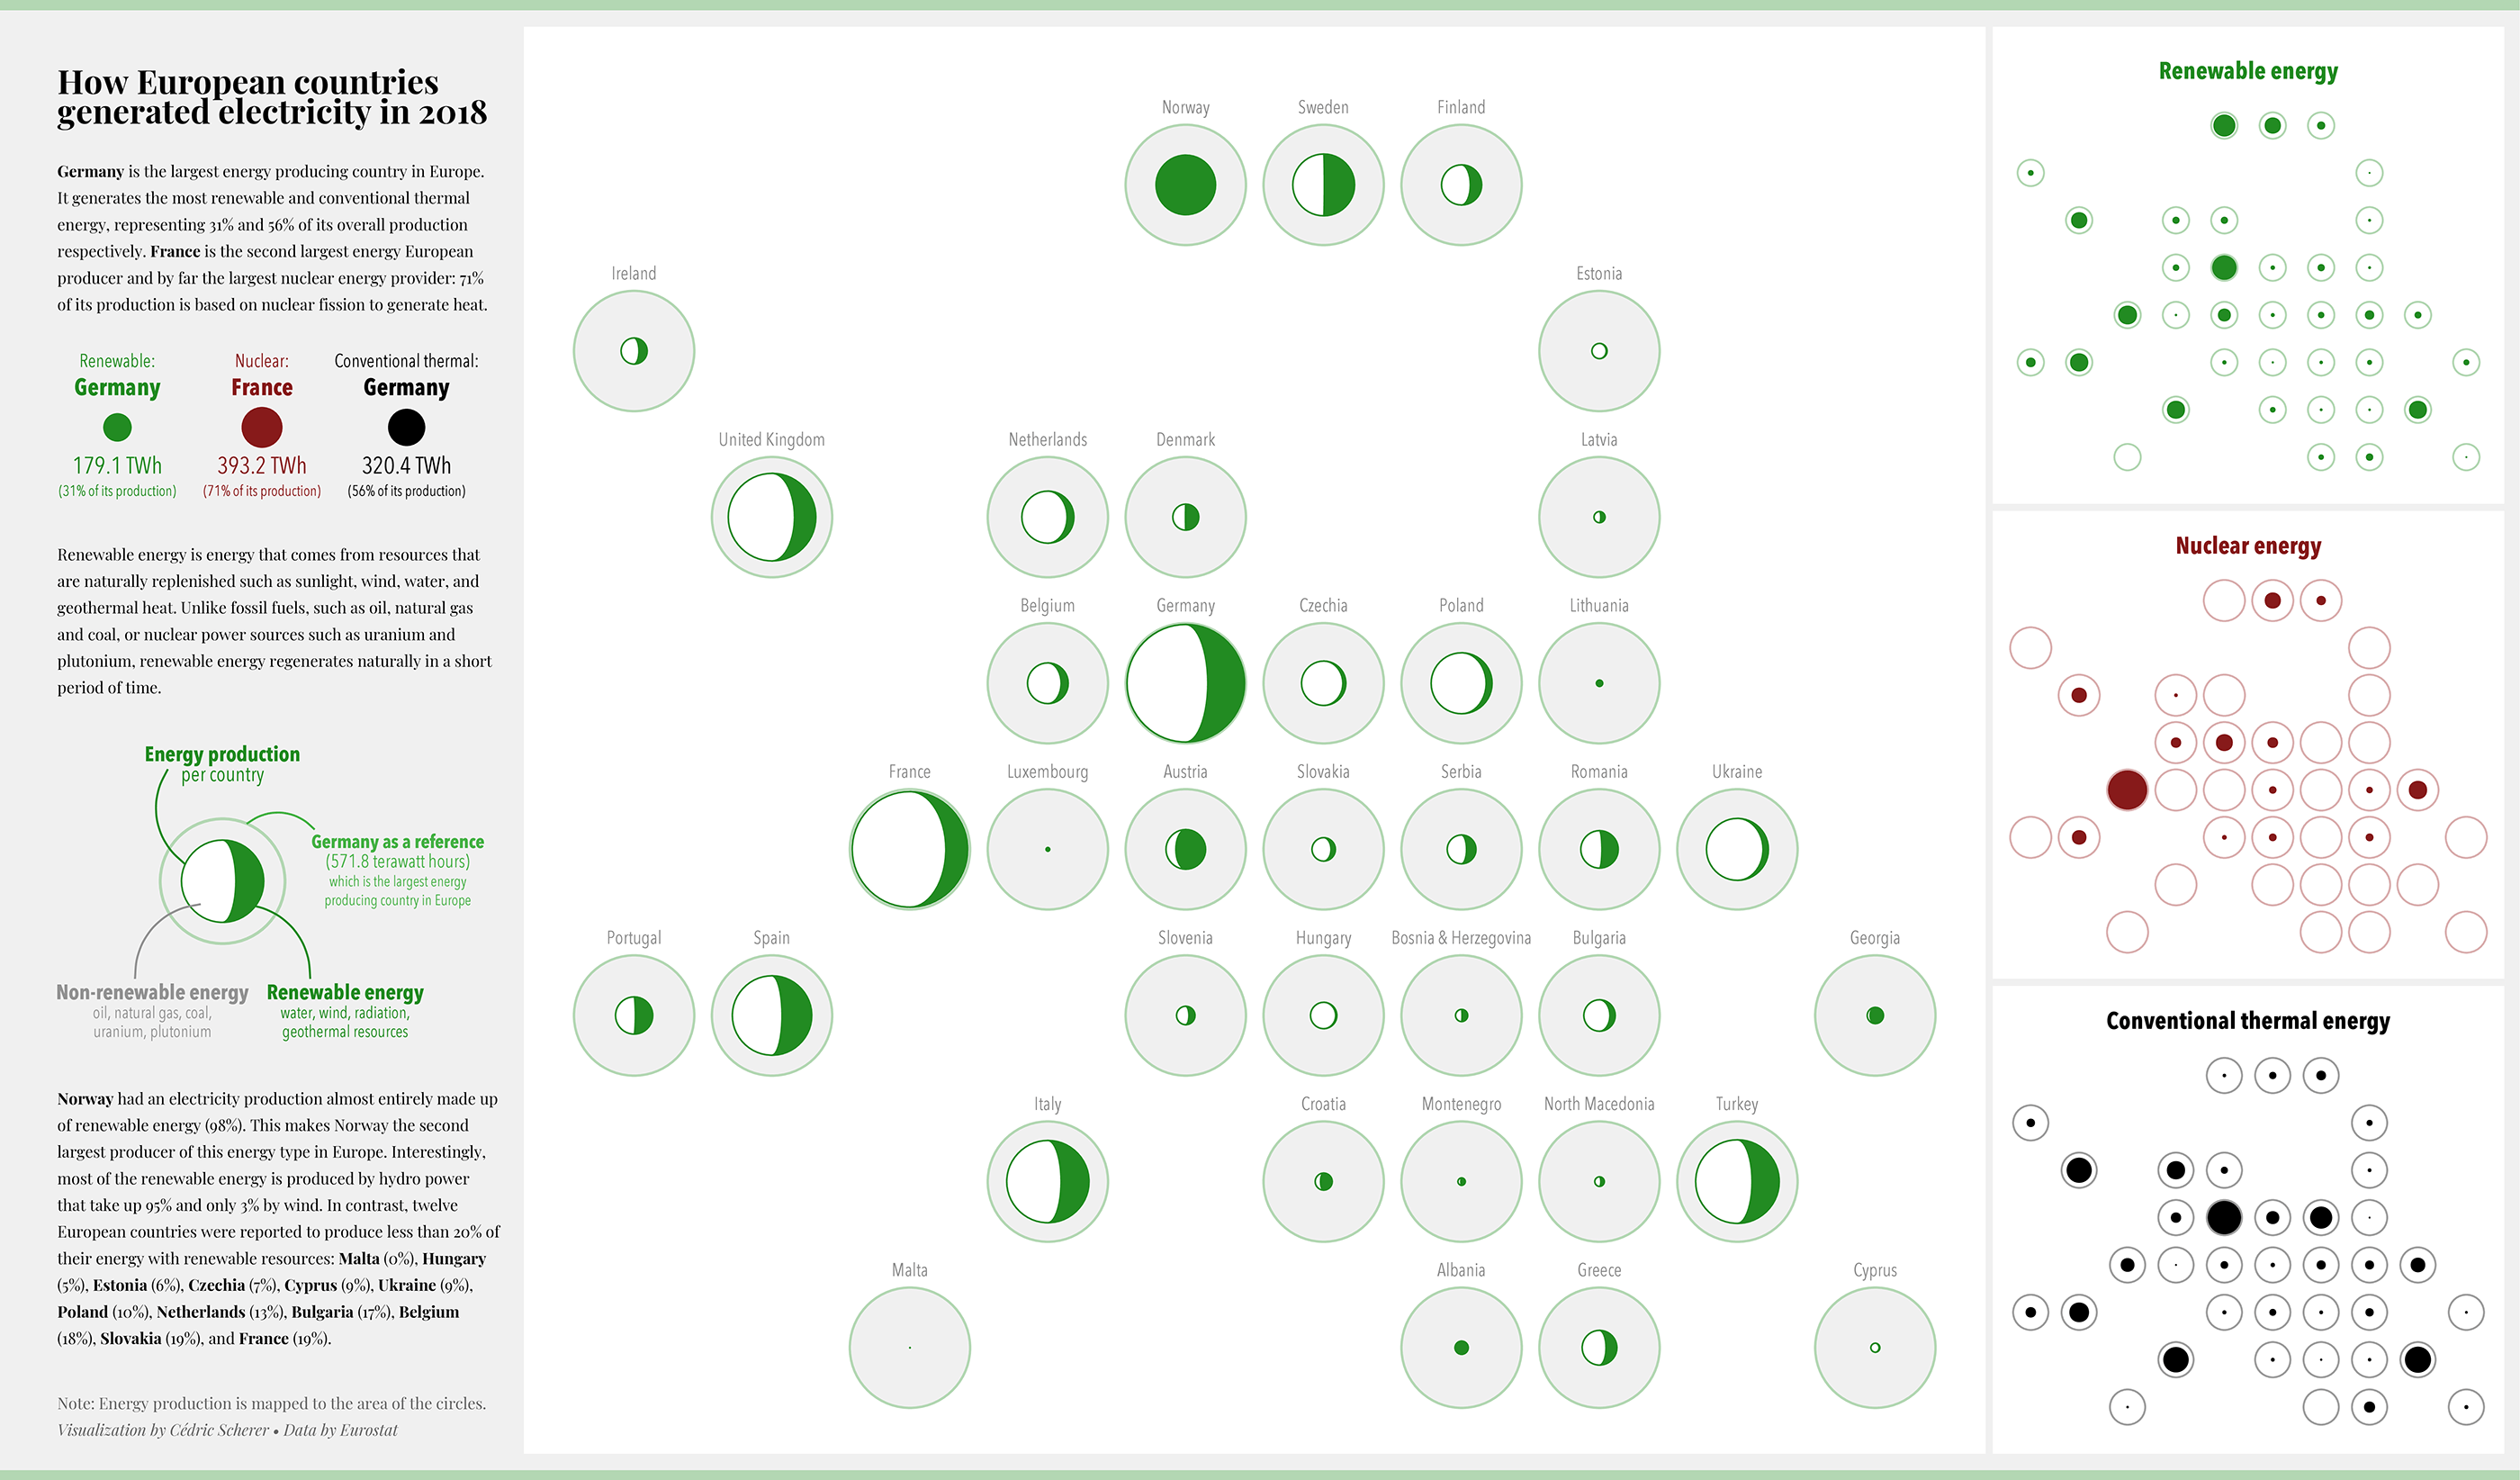 How European countries
generated electricity in 2018
Germany is the largest energy producing country in Europe.
It generates the most renewable and conventional thermal
energy, representing 31% and 56% of its overall production
respectively. France is the second largest energy European
producer and by far the largest nuclear energy provider: 71%
of its production is based on nuclear fission to generate heat.
Renewable:
Germany
179.1 TWh
(31% of its production)
Nuclear:
France
393.2 TWh
(71% of its production)
Conventional thermal:
Germany
320.4 TWh
(56% of its production)
Renewable energy is energy that comes from resources that
are naturally replenished such as sunlight, wind, water, and
geothermal heat. Unlike fossil fuels, such as oil, natural gas
and coal, or nuclear power sources such as uranium and
plutonium, renewable energy regenerates naturally in a short
period of time.
Energy production
per country
Germany as a reference
(571.8 terawatt hours)
which is the largest energy
producing country in Europe
Non-renewable energy
oil, natural gas, coal,
uranium, plutonium
Renewable energy
water, wind, radiation,
geothermal resources
Norway had an electricity production almost entirely made up
of renewable energy (98%). This makes Norway the second
largest producer of this energy type in Europe. Interestingly,
most of the renewable energy is produced by hydro power
that take up 95% and only 3% by wind. In contrast, twelve
European countries were reported to produce less than 20% of
their energy with renewable resources: Malta (0%), Hungary
(5%), Estonia (6%), Czechia (7%), Cyprus (9%), Ukraine (9%),
Poland (10%), Netherlands (13%), Bulgaria (17%), Belgium
(18%), Slovakia (19%), and France (19%).
Note: Energy production is mapped to the area of the circles.
Visualization by Cédric Scherer • Data by Eurostat
Norway
Sweden
Finland
Ireland
Estonia
United Kingdom
Netherlands
Denmark
Latvia
Belgium
Germany
Czechia
Poland
Lithuania
France
Luxembourg
Austria
Slovakia
Serbia
Romania
Ukraine
Portugal
Spain
Slovenia
Hungary
Bosnia & Herzegovina
Bulgaria
Georgia
Italy
Croatia
Montenegro
North Macedonia
Turkey
Malta
Albania
Greece
Cyprus
Renewable energy
Nuclear energy
Conventional thermal energy